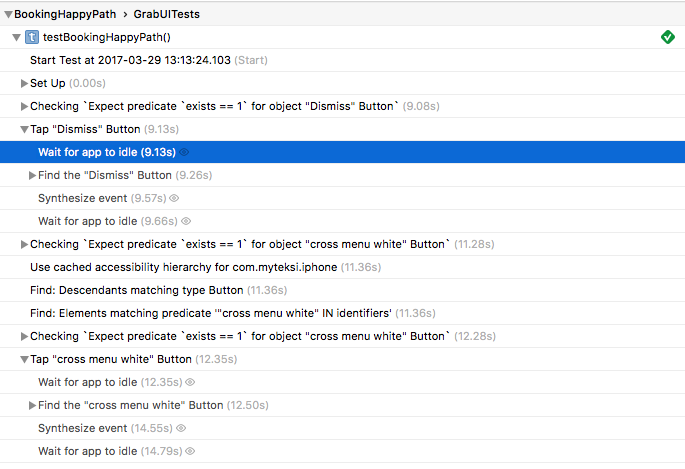 BookingHappyPath › GrabUITests
t testBookingHappyPath()
Start Test at 2017-03-29 13:13:24.103 (Start)
Set Up (0.00s)
Checking `Expect predicate `exists == 1` for object "Dismiss" Button` (9.08s)
Tap "Dismiss" Button (9.13s)
Wait for app to idle (9.13s)
Find the "Dismiss" Button (9.26s)
Synthesize event (9.57s)
Wait for app to idle (9.66s)
Checking `Expect predicate `exists == 1` for object "cross menu white" Button` (11.28s)
Use cached accessibility hierarchy for com.myteksi.iphone (11.36s)
Find: Descendants matching type Button (11.36s)
Find: Elements matching predicate '"cross menu white" IN identifiers' (11.36s)
Checking `Expect predicate `exists == 1` for object "cross menu white" Button` (12.28s)
Tap "cross menu white" Button (12.35s)
Wait for app to idle (12.35s)
Find the "cross menu white" Button (12.50s)
Synthesize event (14.55s)
Wait for app to idle (14.79s)